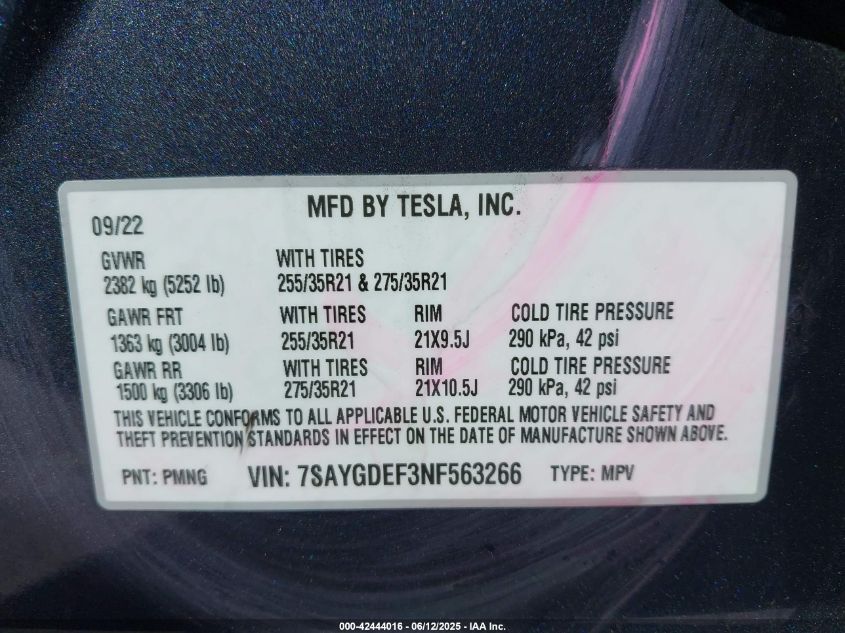 MFD BY TESLA, INC.
09/22
GVWR WITH TIRES
2382 kg (5252 lb) 255/35R21 & 275/35R21
GAWR FRT WITH TIRES RIM COLD TIRE PRESSURE
1363 kg (3004 lb) 255/35R21 21X9.5J 290 kPa, 42 psi
GAWR RR WITH TIRES RIM COLD TIRE PRESSURE
1500 kg (3306 lb) 275/35R21 21X10.5J 290 kPa, 42 psi
THIS VEHICLE CONFORMS TO ALL APPLICABLE U.S. FEDERAL MOTOR VEHICLE SAFETY AND
THEFT PREVENTION STANDARDS IN EFFECT ON THE DATE OF MANUFACTURE SHOWN ABOVE.
PNT: PMNG VIN: 7SAYGDEF3NF563266 TYPE: MPV
000-42444016 - 06/12/2025 - IAA Inc.